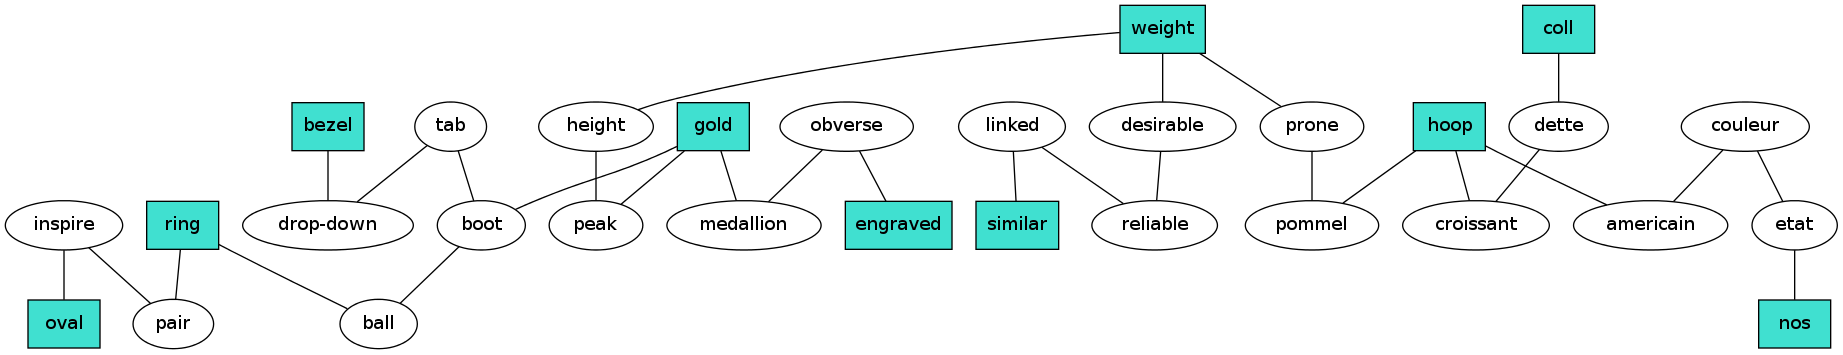 weight coll
bezel tab height gold obverse linked desirable prone hoop dette couleur
inspire ring drop-down boot peak medallion engraved similar reliable pommel croissant americain etat
oval pair ball nos